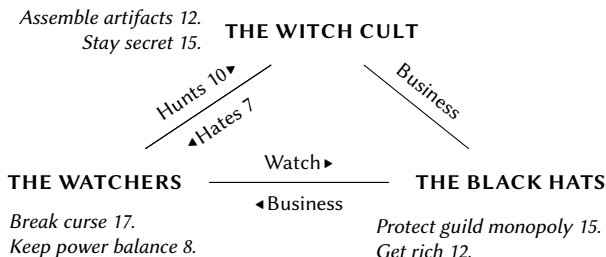 Assemble artifacts 12.
Stay secret 15.
THE WITCH CULT
Hunts 10▸
◂Hates 7
Business
Watch▸
◂Business
THE WATCHERS
THE BLACK HATS
Break curse 17.
Keep power balance 8.
Protect guild monopoly 15.
Get rich 12.